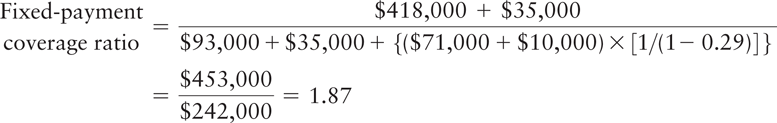 Fixed-payment coverage ratio = $418,000 + $35,000 / $93,000 + $35,000 + {($71,000 + $10,000) × [1/(1 − 0.29)]}
= $453,000 / $242,000 = 1.87